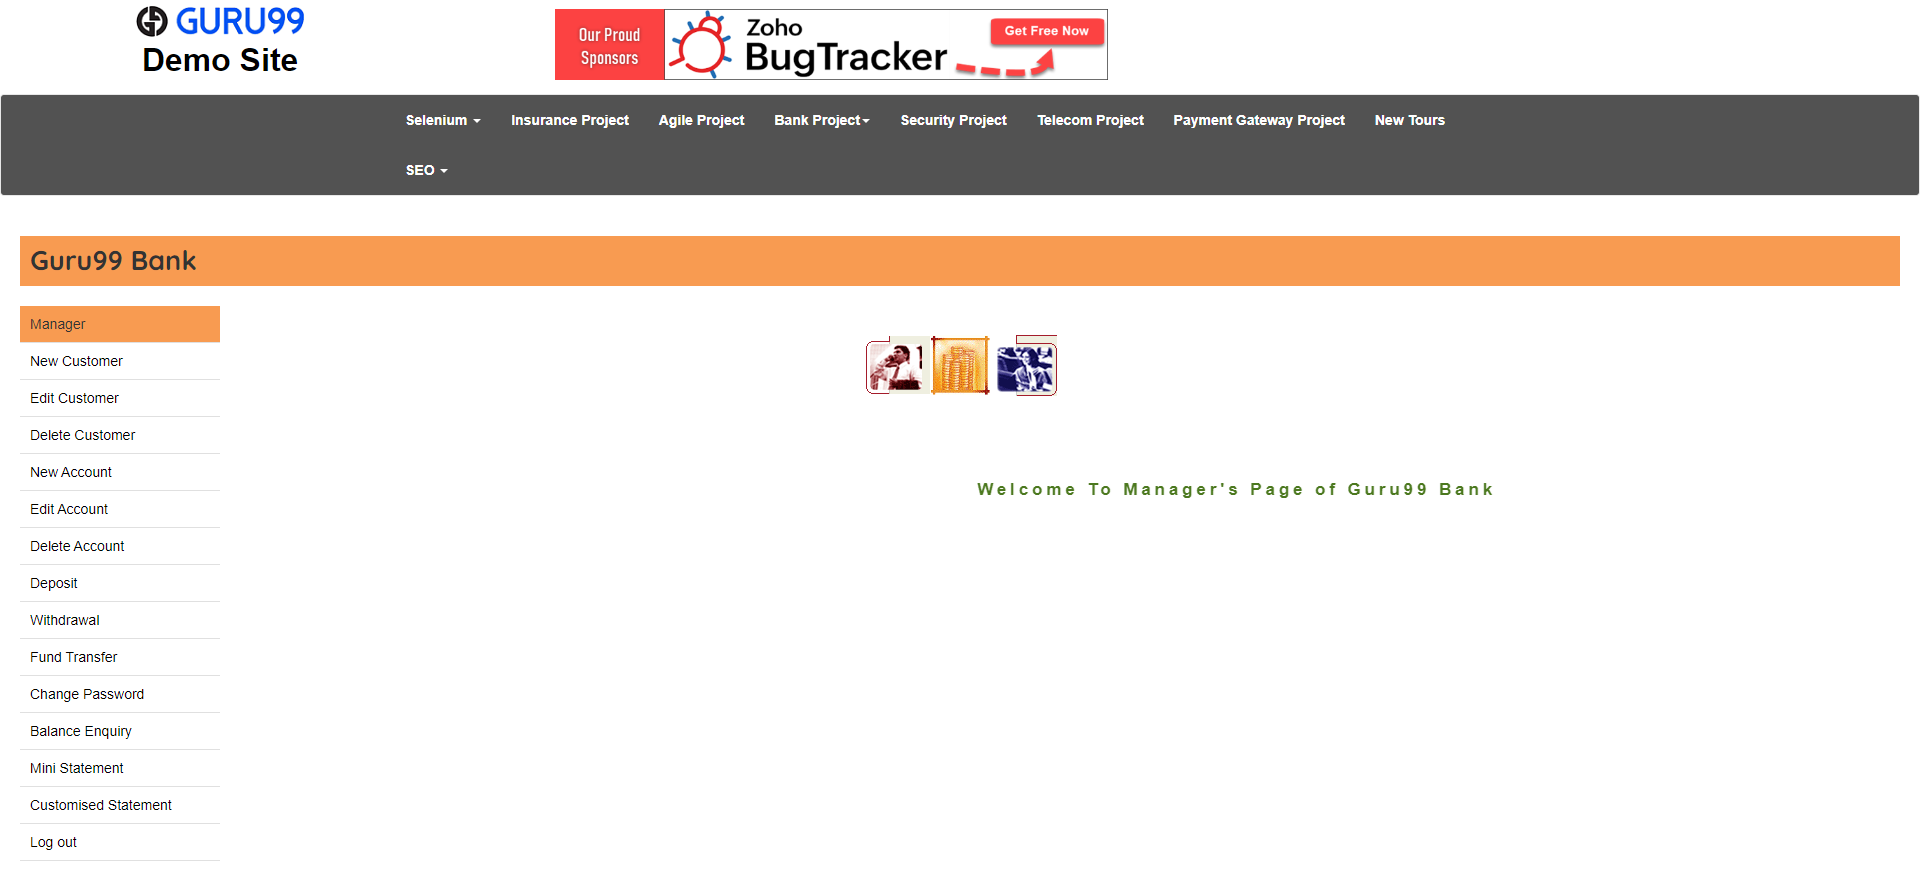 GURU99
Demo Site
Our Proud
Sponsors
Zoho
BugTracker
Get Free Now
Selenium
Insurance Project
Agile Project
Bank Project
Security Project
Telecom Project
Payment Gateway Project
New Tours
SEO
Guru99 Bank
Manager
New Customer
Edit Customer
Delete Customer
New Account
Edit Account
Delete Account
Deposit
Withdrawal
Fund Transfer
Change Password
Balance Enquiry
Mini Statement
Customised Statement
Log out
Welcome To Manager's Page of Guru99 Bank